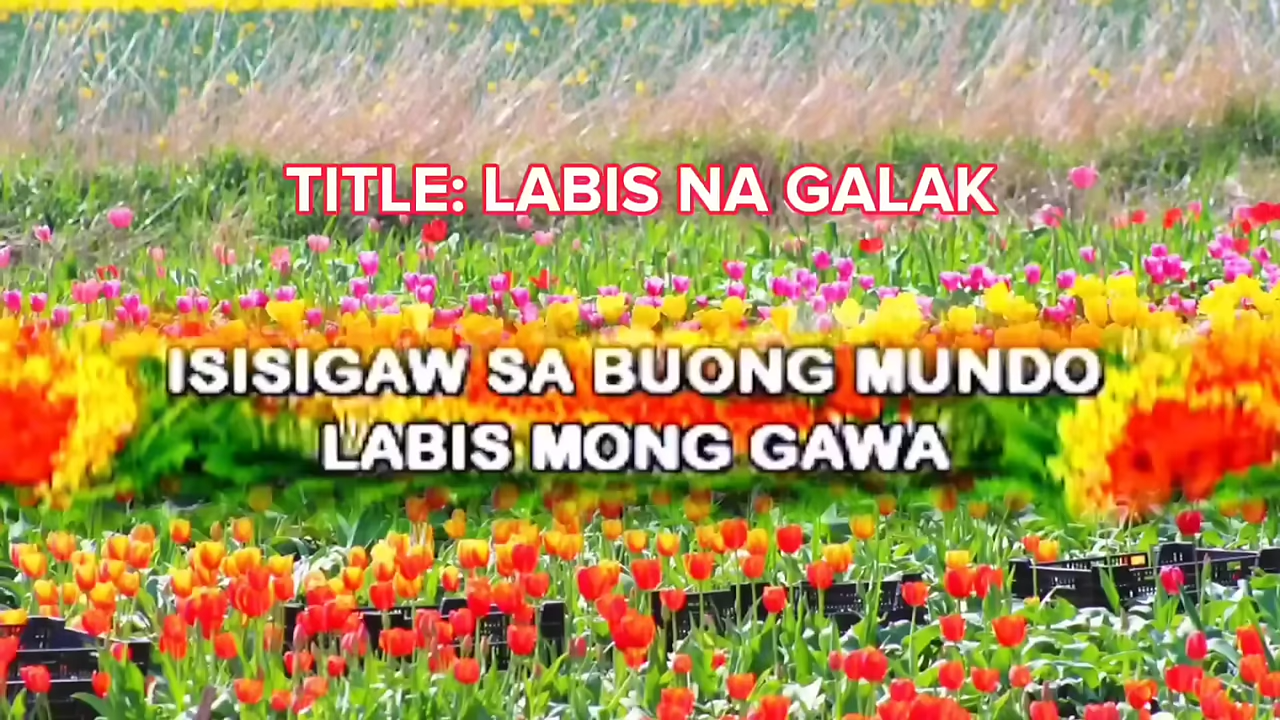 TITLE: LABIS NA GALAK
ISISIGAW SA BUONG MUNDO
LABIS MONG GAWA